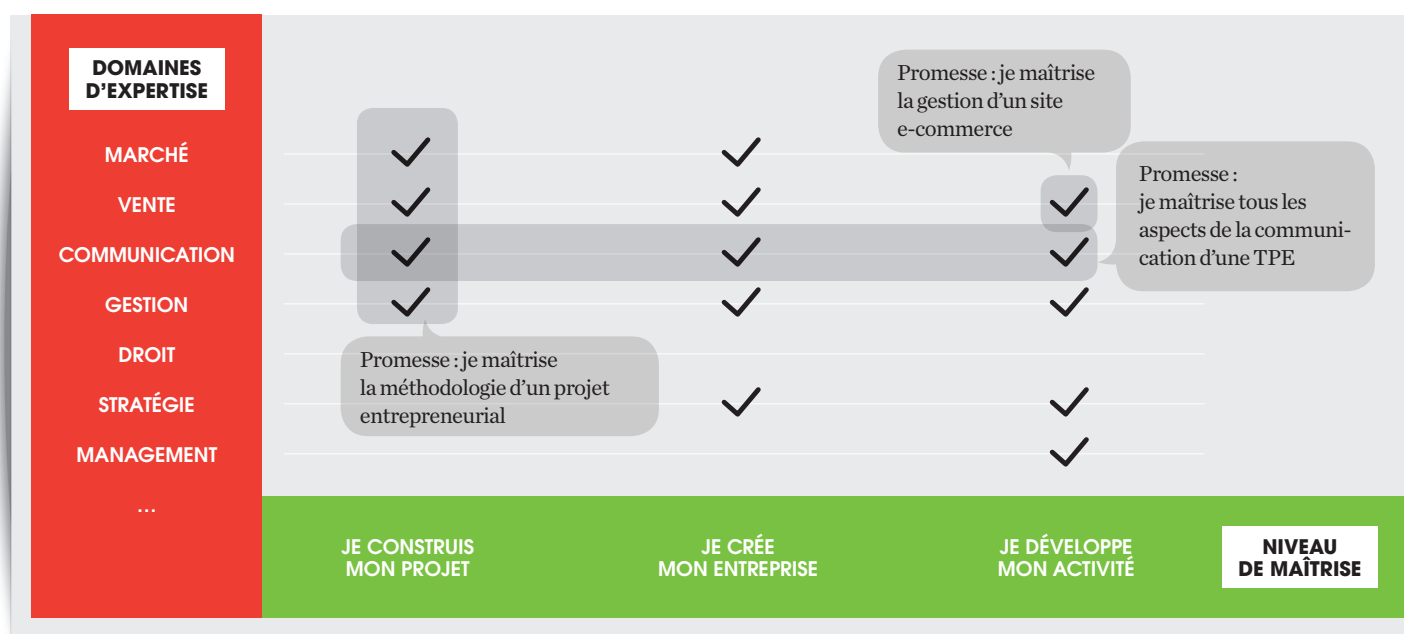 DOMAINES
D’EXPERTISE
MARCHÉ
VENTE
COMMUNICATION
GESTION
DROIT
STRATÉGIE
MANAGEMENT
…
Promesse : je maîtrise
la gestion d’un site
e-commerce
Promesse :
je maîtrise tous les
aspects de la communi-
cation d’une TPE
Promesse : je maîtrise
la méthodologie d’un projet
entrepreneurial
JE CONSTRUIS
MON PROJET
JE CRÉE
MON ENTREPRISE
JE DÉVELOPPE
MON ACTIVITÉ
NIVEAU
DE MAÎTRISE